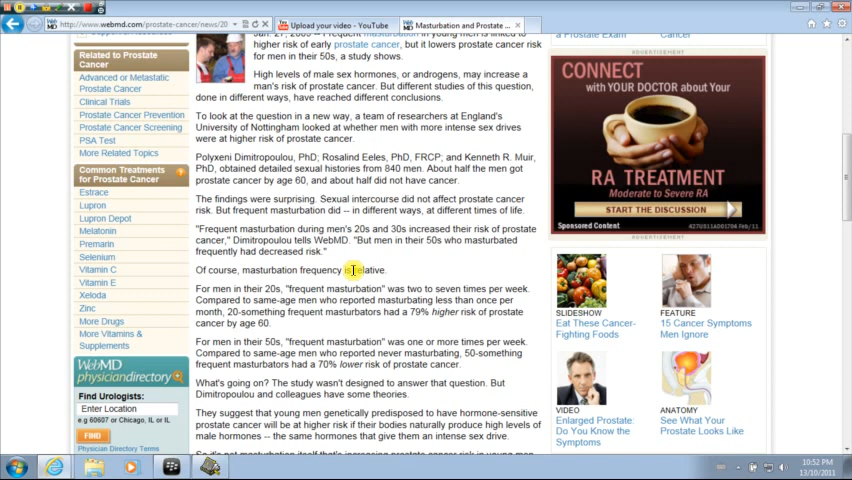 http://www.webmd.com/prostate-cancer/news/20
Upload your video - YouTube
Masturbation and Prostate ...
Related to Prostate
Cancer
Advanced or Metastatic
Prostate Cancer
Clinical Trials
Prostate Cancer Prevention
Prostate Cancer Screening
PSA Test
More Related Topics
Common Treatments
for Prostate Cancer
Estrace
Lupron
Lupron Depot
Melatonin
Premarin
Selenium
Vitamin C
Vitamin E
Xeloda
Zinc
More Drugs
More Vitamins &
Supplements
WebMD
physiciandirectory
Find Urologists:
Enter Location
e.g 60607 or Chicago, IL or IL
FIND
Physician Directory Terms
higher risk of early prostate cancer, but it lowers prostate cancer risk
for men in their 50s, a study shows.
High levels of male sex hormones, or androgens, may increase a
man's risk of prostate cancer. But different studies of this question,
done in different ways, have reached different conclusions.
To look at the question in a new way, a team of researchers at England's
University of Nottingham looked at whether men with more intense sex drives
were at higher risk of prostate cancer.
Polyxeni Dimitropoulou, PhD; Rosalind Eeles, PhD, FRCP; and Kenneth R. Muir,
PhD, obtained detailed sexual histories from 840 men. About half the men got
prostate cancer by age 60, and about half did not have cancer.
The findings were surprising. Sexual intercourse did not affect prostate cancer
risk. But frequent masturbation did -- in different ways, at different times of life.
"Frequent masturbation during men's 20s and 30s increased their risk of prostate
cancer," Dimitropoulou tells WebMD. "But men in their 50s who masturbated
frequently had decreased risk."
Of course, masturbation frequency is relative.
For men in their 20s, "frequent masturbation" was two to seven times per week.
Compared to same-age men who reported masturbating less than once per
month, 20-something frequent masturbators had a 79% higher risk of prostate
cancer by age 60.
For men in their 50s, "frequent masturbation" was one or more times per week.
Compared to same-age men who reported never masturbating, 50-something
frequent masturbators had a 70% lower risk of prostate cancer.
What's going on? The study wasn't designed to answer that question. But
Dimitropoulou and colleagues have some theories.
They suggest that young men genetically predisposed to have hormone-sensitive
prostate cancer will be at higher risk if their bodies naturally produce high levels of
male hormones -- the same hormones that give them an intense sex drive.
a Prostate Exam
Cancer
ADVERTISEMENT
CONNECT
with YOUR DOCTOR about Your
RA TREATMENT
Moderate to Severe RA
START THE DISCUSSION
Sponsored Content
427U011A01704 Feb/11
ADVERTISEMENT
SLIDESHOW
Eat These Cancer-
Fighting Foods
FEATURE
15 Cancer Symptoms
Men Ignore
VIDEO
Enlarged Prostate:
Do You Know the
Symptoms
ANATOMY
See What Your
Prostate Looks Like
10:52 PM
13/10/2011